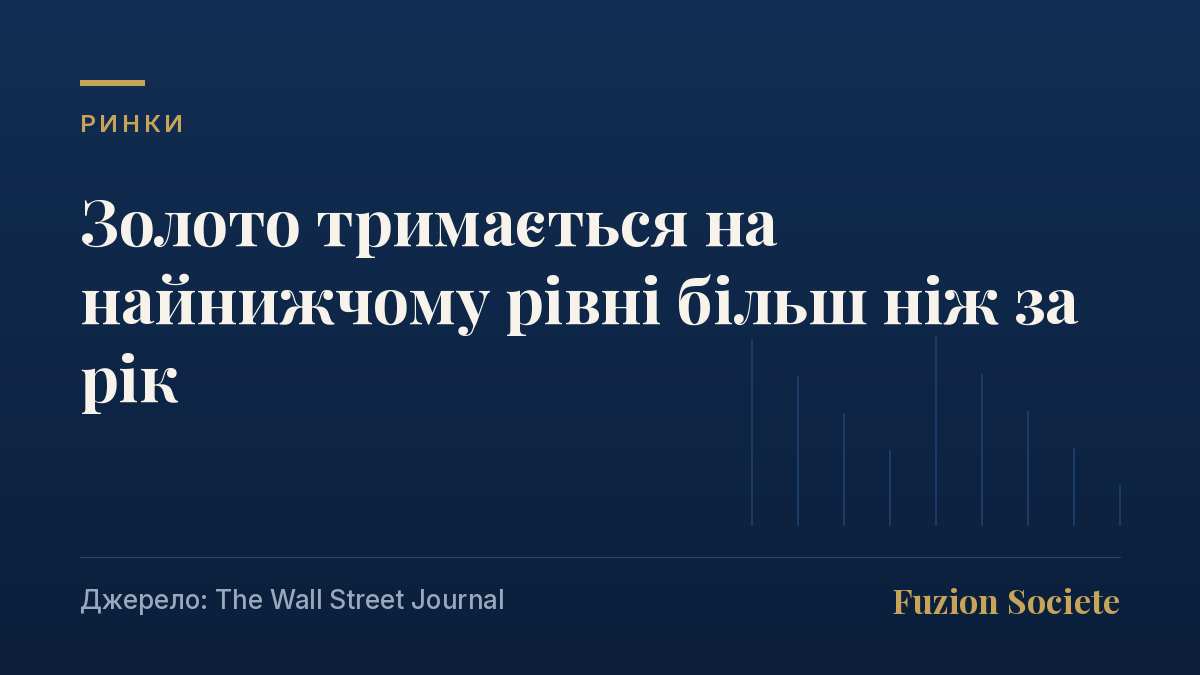 РИНКИ
Золото тримається на
найнижчому рівні більш ніж за
рік
Джерело: The Wall Street Journal
Fuzion Societe